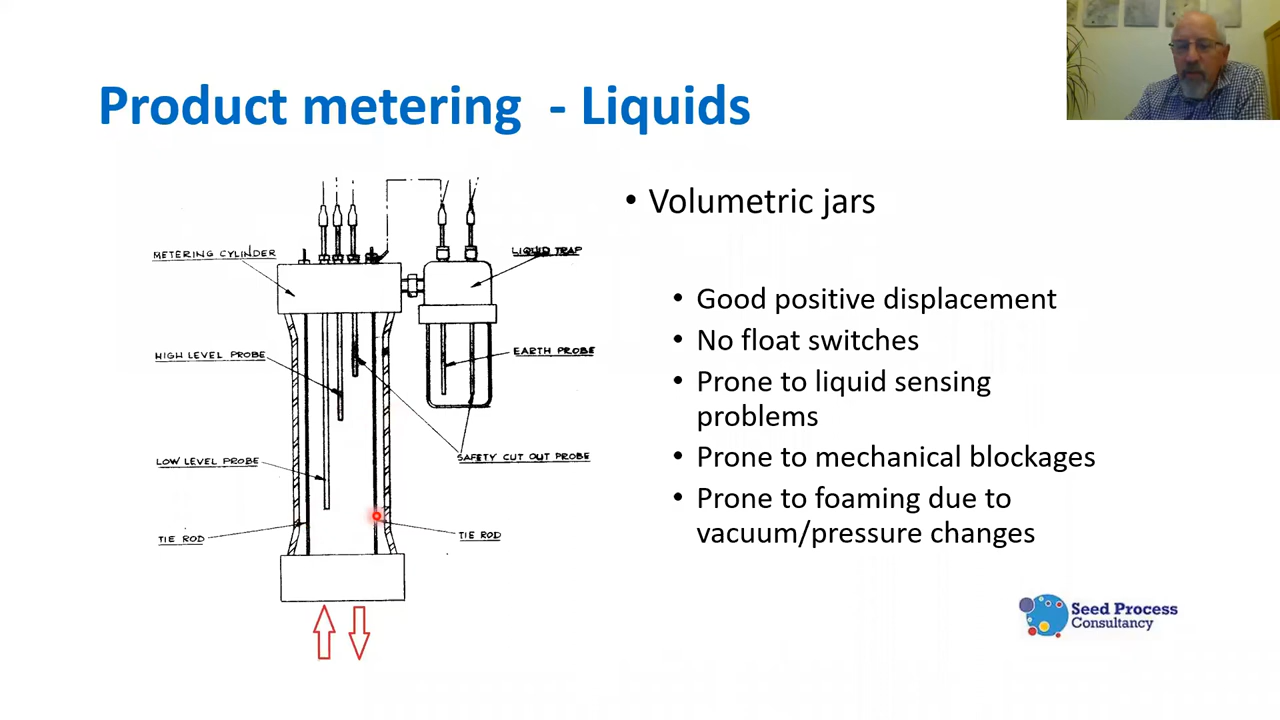 Product metering - Liquids
METERING CYLINDER
LIQUID TRAP
HIGH LEVEL PROBE
EARTH PROBE
LOW LEVEL PROBE
SAFETY CUT OUT PROBE
TIE ROD
TIE ROD
• Volumetric jars
• Good positive displacement
• No float switches
• Prone to liquid sensing
problems
• Prone to mechanical blockages
• Prone to foaming due to
vacuum/pressure changes
Seed Process
Consultancy